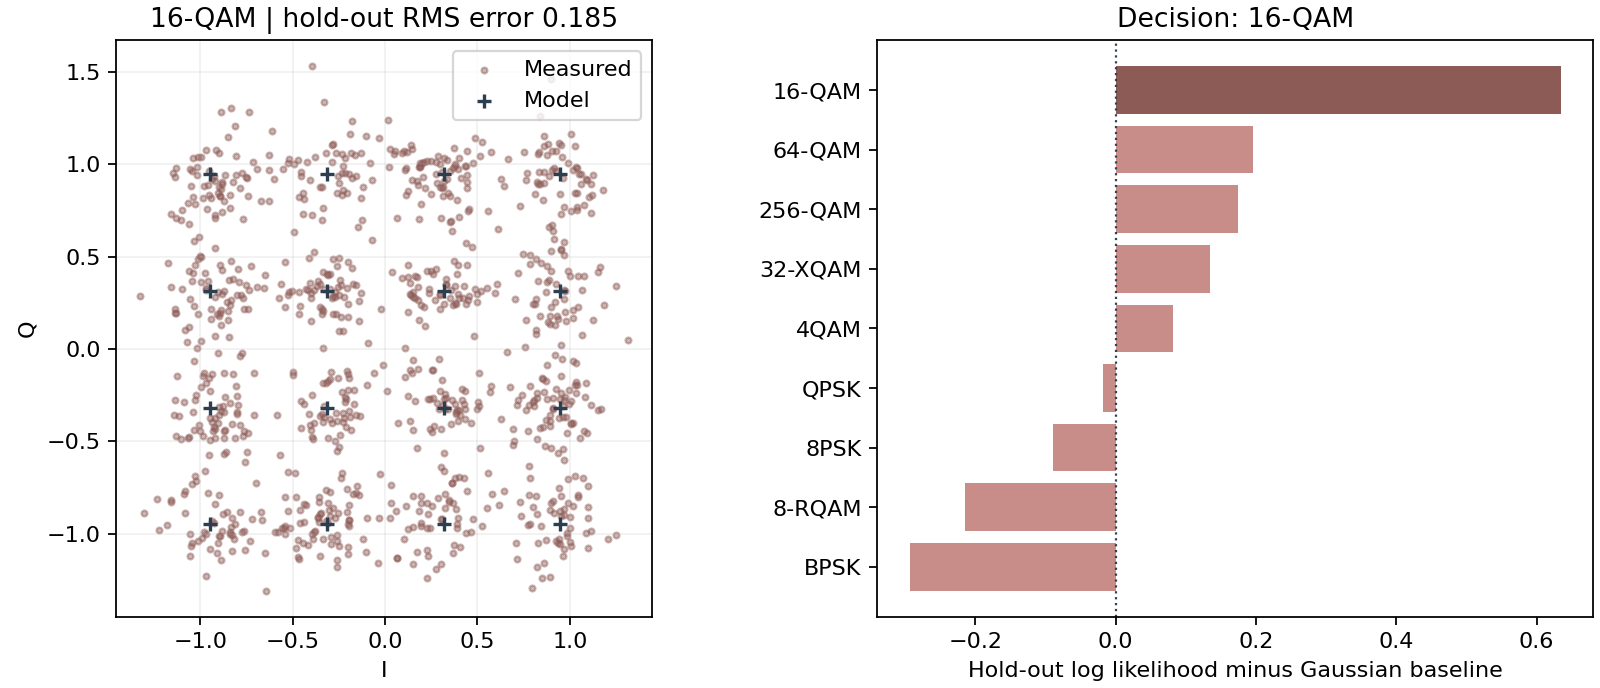 16-QAM | hold-out RMS error 0.185
Measured
Model
1.5
1.0
0.5
0.0
−0.5
−1.0
Q
−1.0
−0.5
0.0
0.5
1.0
I
Decision: 16-QAM
16-QAM
64-QAM
256-QAM
32-XQAM
4QAM
QPSK
8PSK
8-RQAM
BPSK
−0.2
0.0
0.2
0.4
0.6
Hold-out log likelihood minus Gaussian baseline